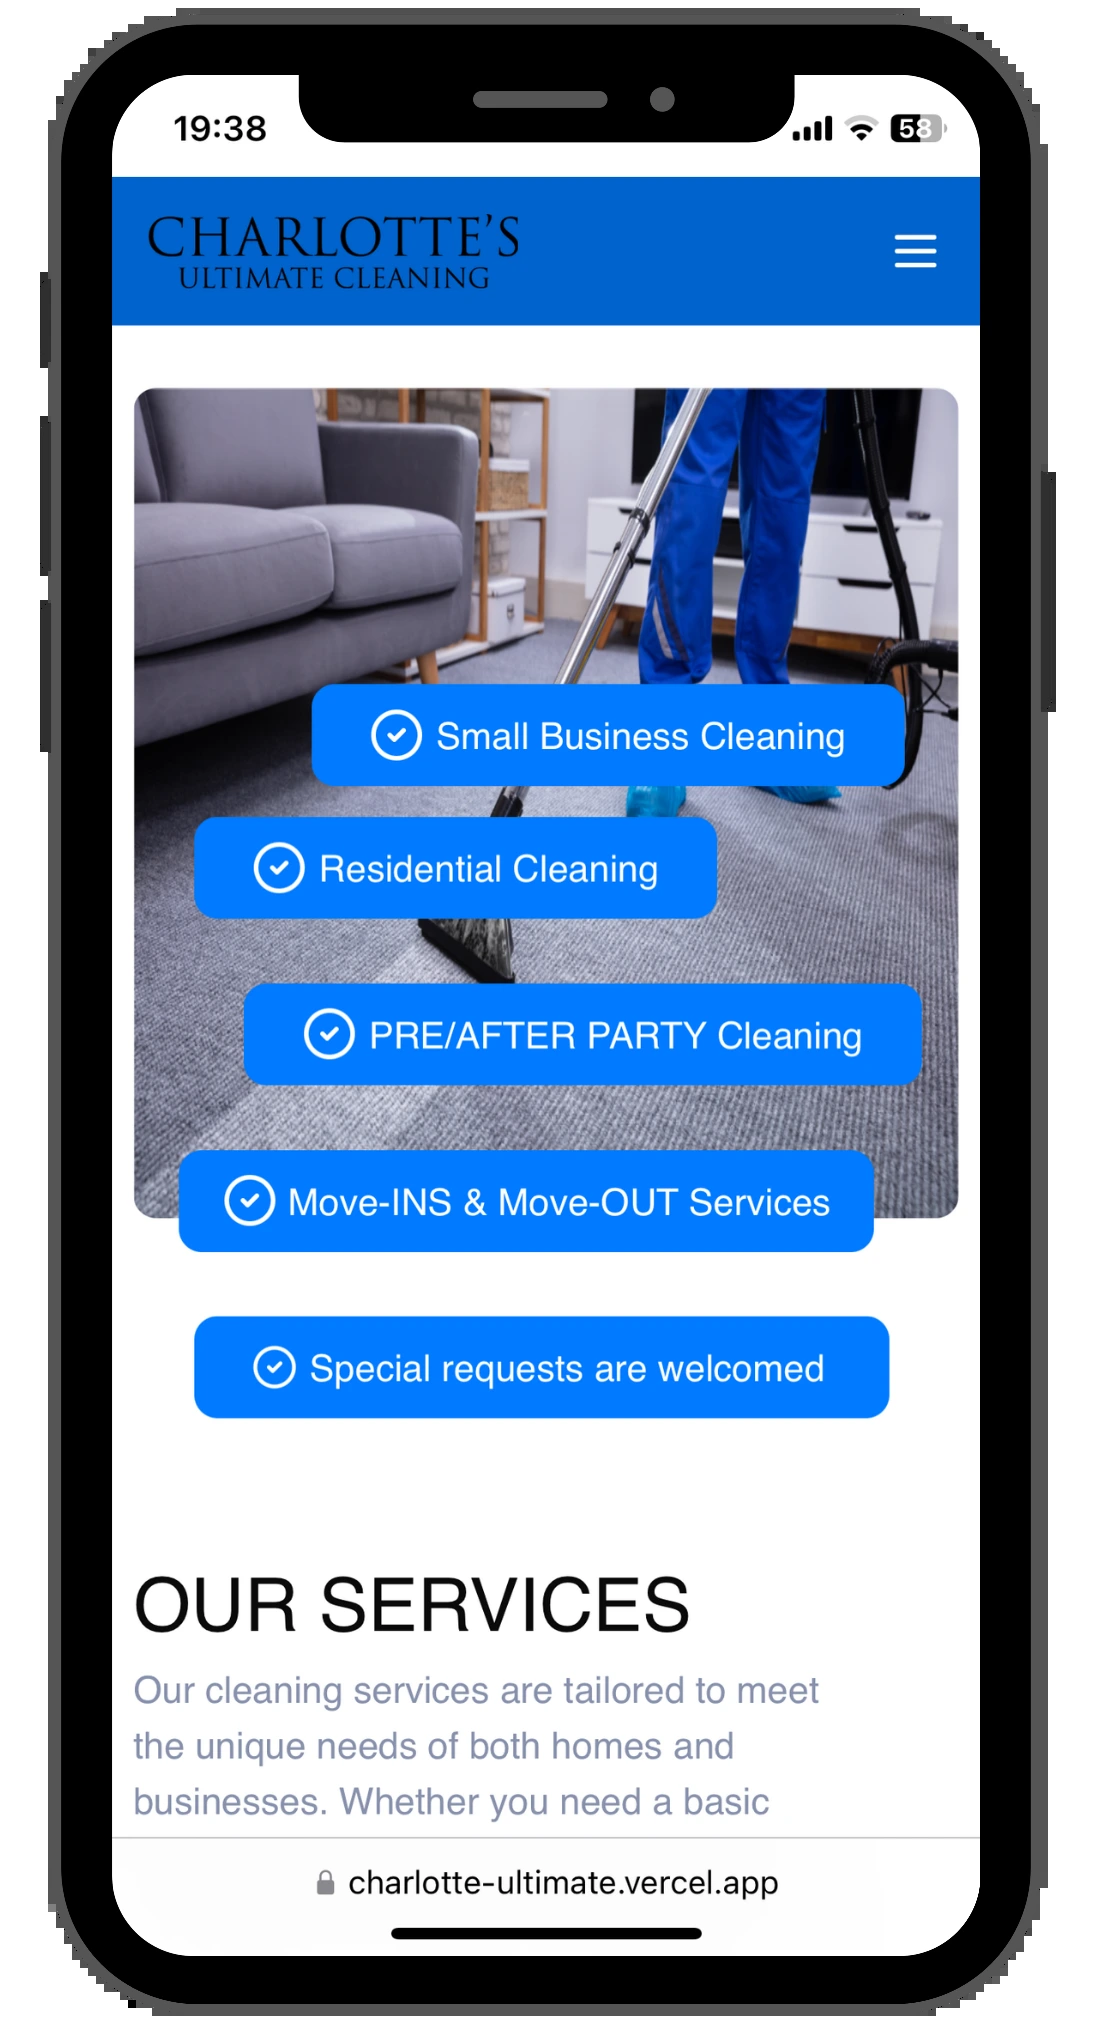 19:38
58
CHARLOTTE'S
ULTIMATE CLEANING
Small Business Cleaning
Residential Cleaning
PRE/AFTER PARTY Cleaning
Move-INS & Move-OUT Services
Special requests are welcomed
OUR SERVICES
Our cleaning services are tailored to meet
the unique needs of both homes and
businesses. Whether you need a basic
charlotte-ultimate.vercel.app